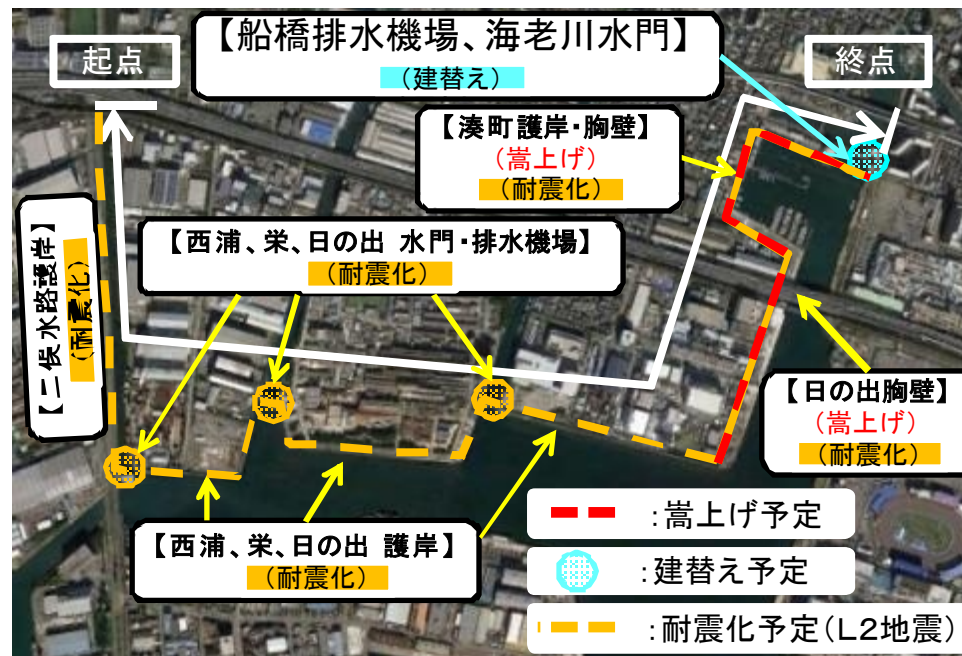 起点
【船橋排水機場、海老川水門】
(建替え)
終点
【湊町護岸・胸壁】
(嵩上げ)
(耐震化)
【二俣水路護岸】
(耐震化)
【西浦、栄、日の出 水門・排水機場】
(耐震化)
【日の出胸壁】
(嵩上げ)
(耐震化)
【西浦、栄、日の出 護岸】
(耐震化)
:嵩上げ予定
:建替え予定
:耐震化予定(L2地震)